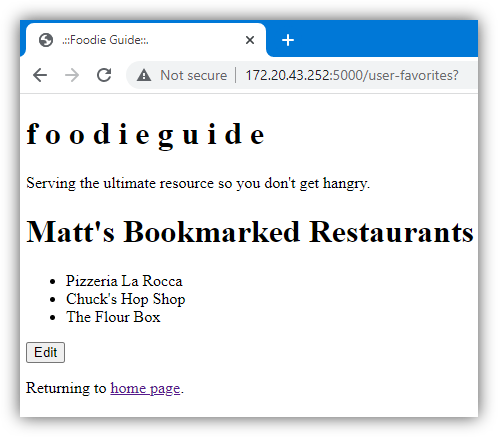 .::Foodie Guide::.
Not secure | 172.20.43.252:5000/user-favorites?
f o o d i e g u i d e
Serving the ultimate resource so you don't get hangry.
Matt's Bookmarked Restaurants
Pizzeria La Rocca
Chuck's Hop Shop
The Flour Box
Edit
Returning to home page.